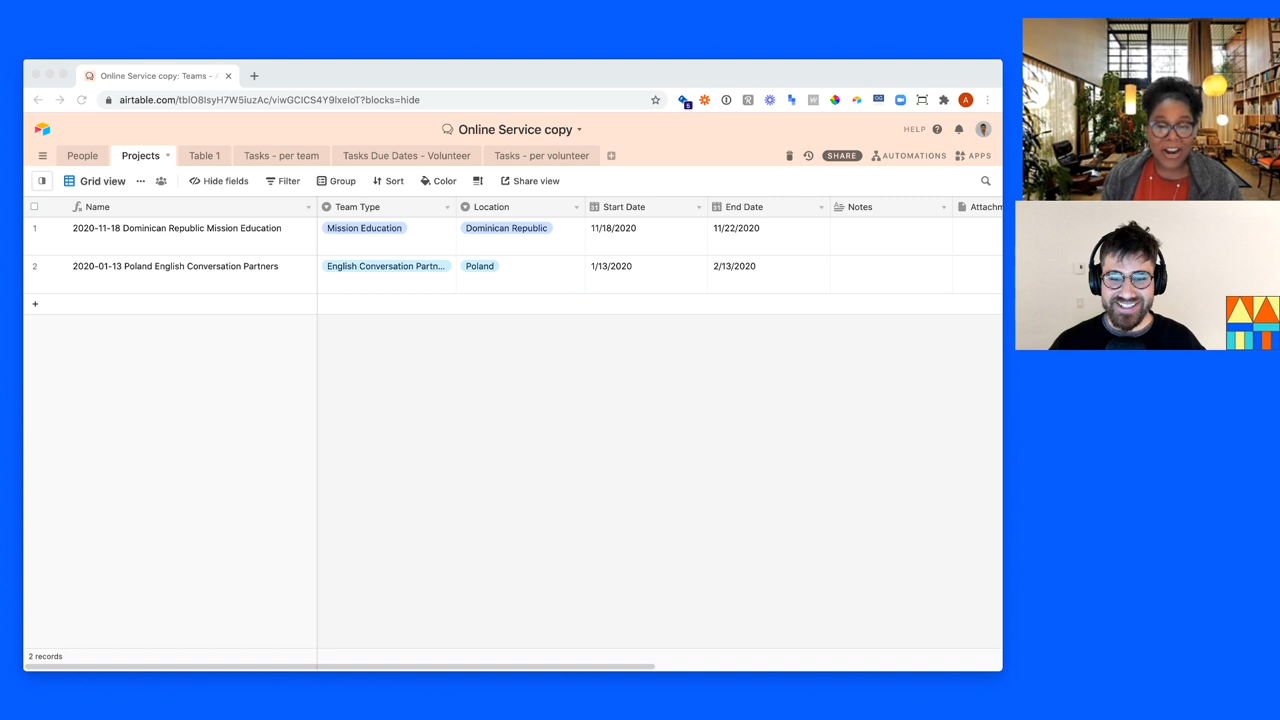 Online Service copy: Teams - A
airtable.com/tblO8IsyH7W5iuzAc/viwGCICS4Y9IxeIoT?blocks=hide
5
A
Online Service copy
HELP
People
Projects
Table 1
Tasks - per team
Tasks Due Dates - Volunteer
Tasks - per volunteer
SHARE
AUTOMATIONS
APPS
Grid view
Hide fields
Filter
Group
Sort
Color
Share view
Name
Team Type
Location
Start Date
End Date
Notes
Attachm
1
2020-11-18 Dominican Republic Mission Education
Mission Education
Dominican Republic
11/18/2020
11/22/2020
2
2020-01-13 Poland English Conversation Partners
English Conversation Partn...
Poland
1/13/2020
2/13/2020
2 records